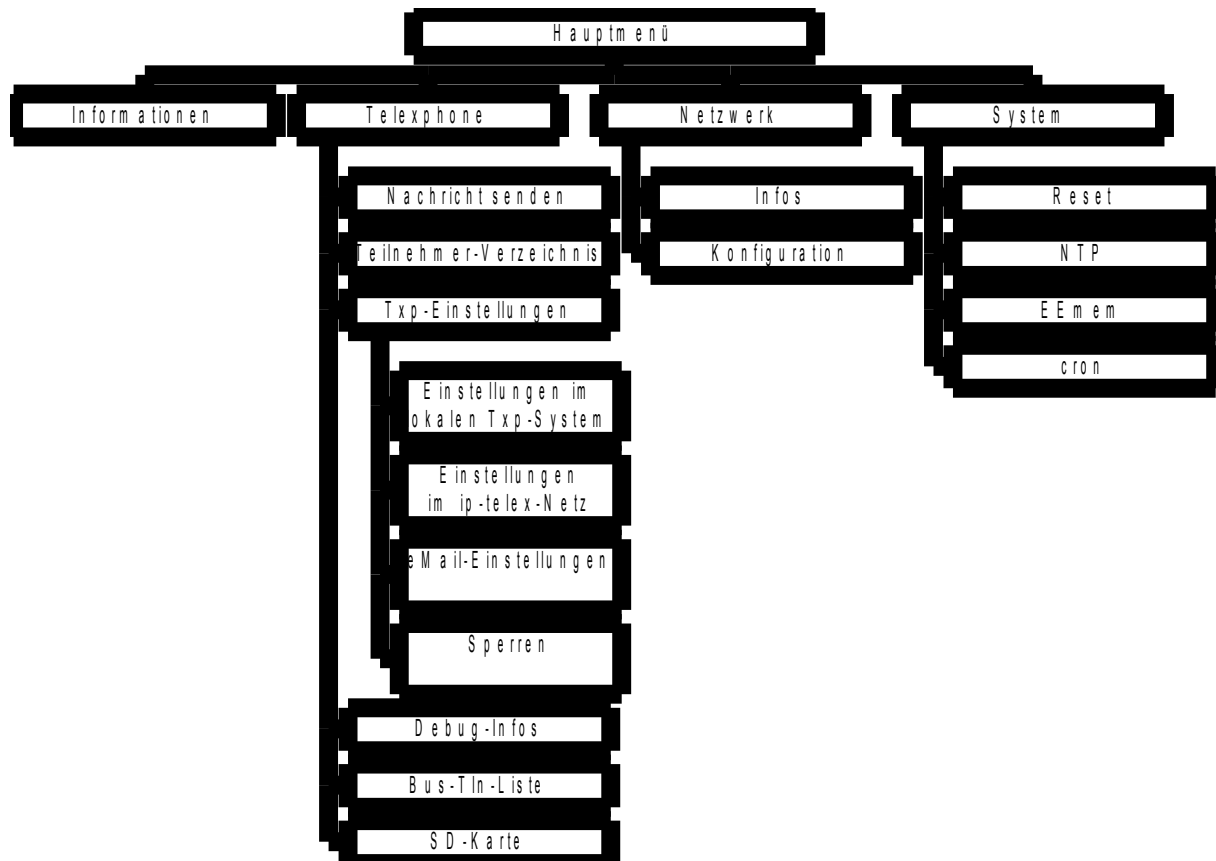 Hauptmenü
Informationen
Telexphone
Netzwerk
System
Nachricht senden
Teilnehmer-Verzeichnis
Txp-Einstellungen
Einstellungen im
okalen Txp-System
Einstellungen
im ip-telex-Netz
eMail-Einstellungen
Sperren
Debug-Infos
Bus-Tln-Liste
SD-Karte
Infos
Konfiguration
Reset
NTP
EEmem
cron